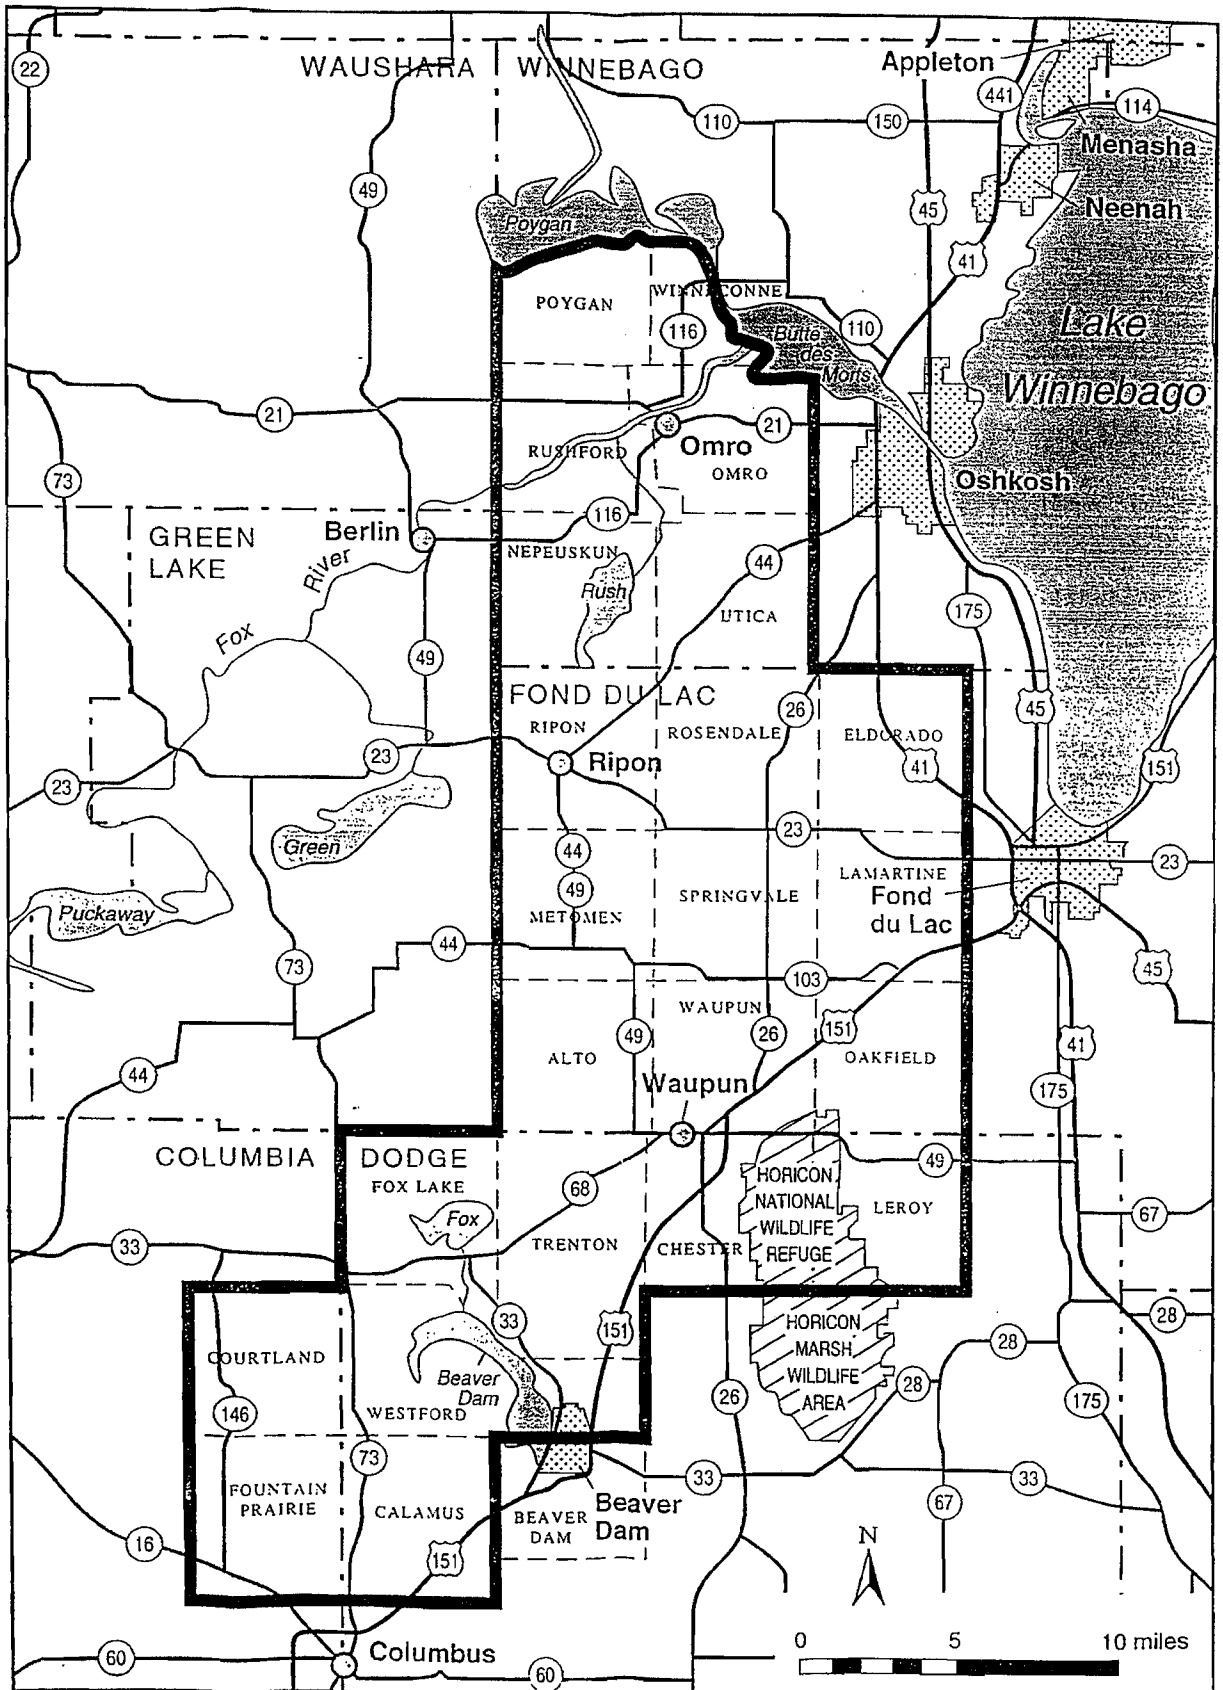 22
WAUSHARA
WINNEBAGO
Appleton
441
114
110
150
Menasha
49
Neenah
45
Poygan
41
POYGAN
WINNECONNE
116
110
Butte
des
Morts
Lake
Winnebago
21
Omro
21
RUSHFORD
OMRO
73
Oshkosh
GREEN
LAKE
Berlin
116
NEPEUSKUN
River
Rush
44
UTICA
175
Fox
49
FOND DU LAC
RIPON
ROSENDALE
26
ELDORADO
45
23
23
Ripon
41
151
Green
44
23
23
49
LAMARTINE
Fond
du Lac
SPRINGVALE
METOMEN
Puckaway
44
73
103
45
WAUPUN
49
26
151
41
ALTO
OAKFIELD
44
Waupun
175
COLUMBIA
DODGE
FOX LAKE
49
HORICON
NATIONAL
WILDLIFE
REFUGE
68
LEROY
67
Fox
33
TRENTON
CHESTER
33
151
28
28
HORICON
MARSH
WILDLIFE
AREA
COURTLAND
Beaver
Dam
28
26
175
146
WESTFORD
73
33
33
FOUNTAIN
PRAIRIE
CALAMUS
BEAVER
DAM
Beaver
Dam
67
16
151
N
0 5 10 miles
60
Columbus
60